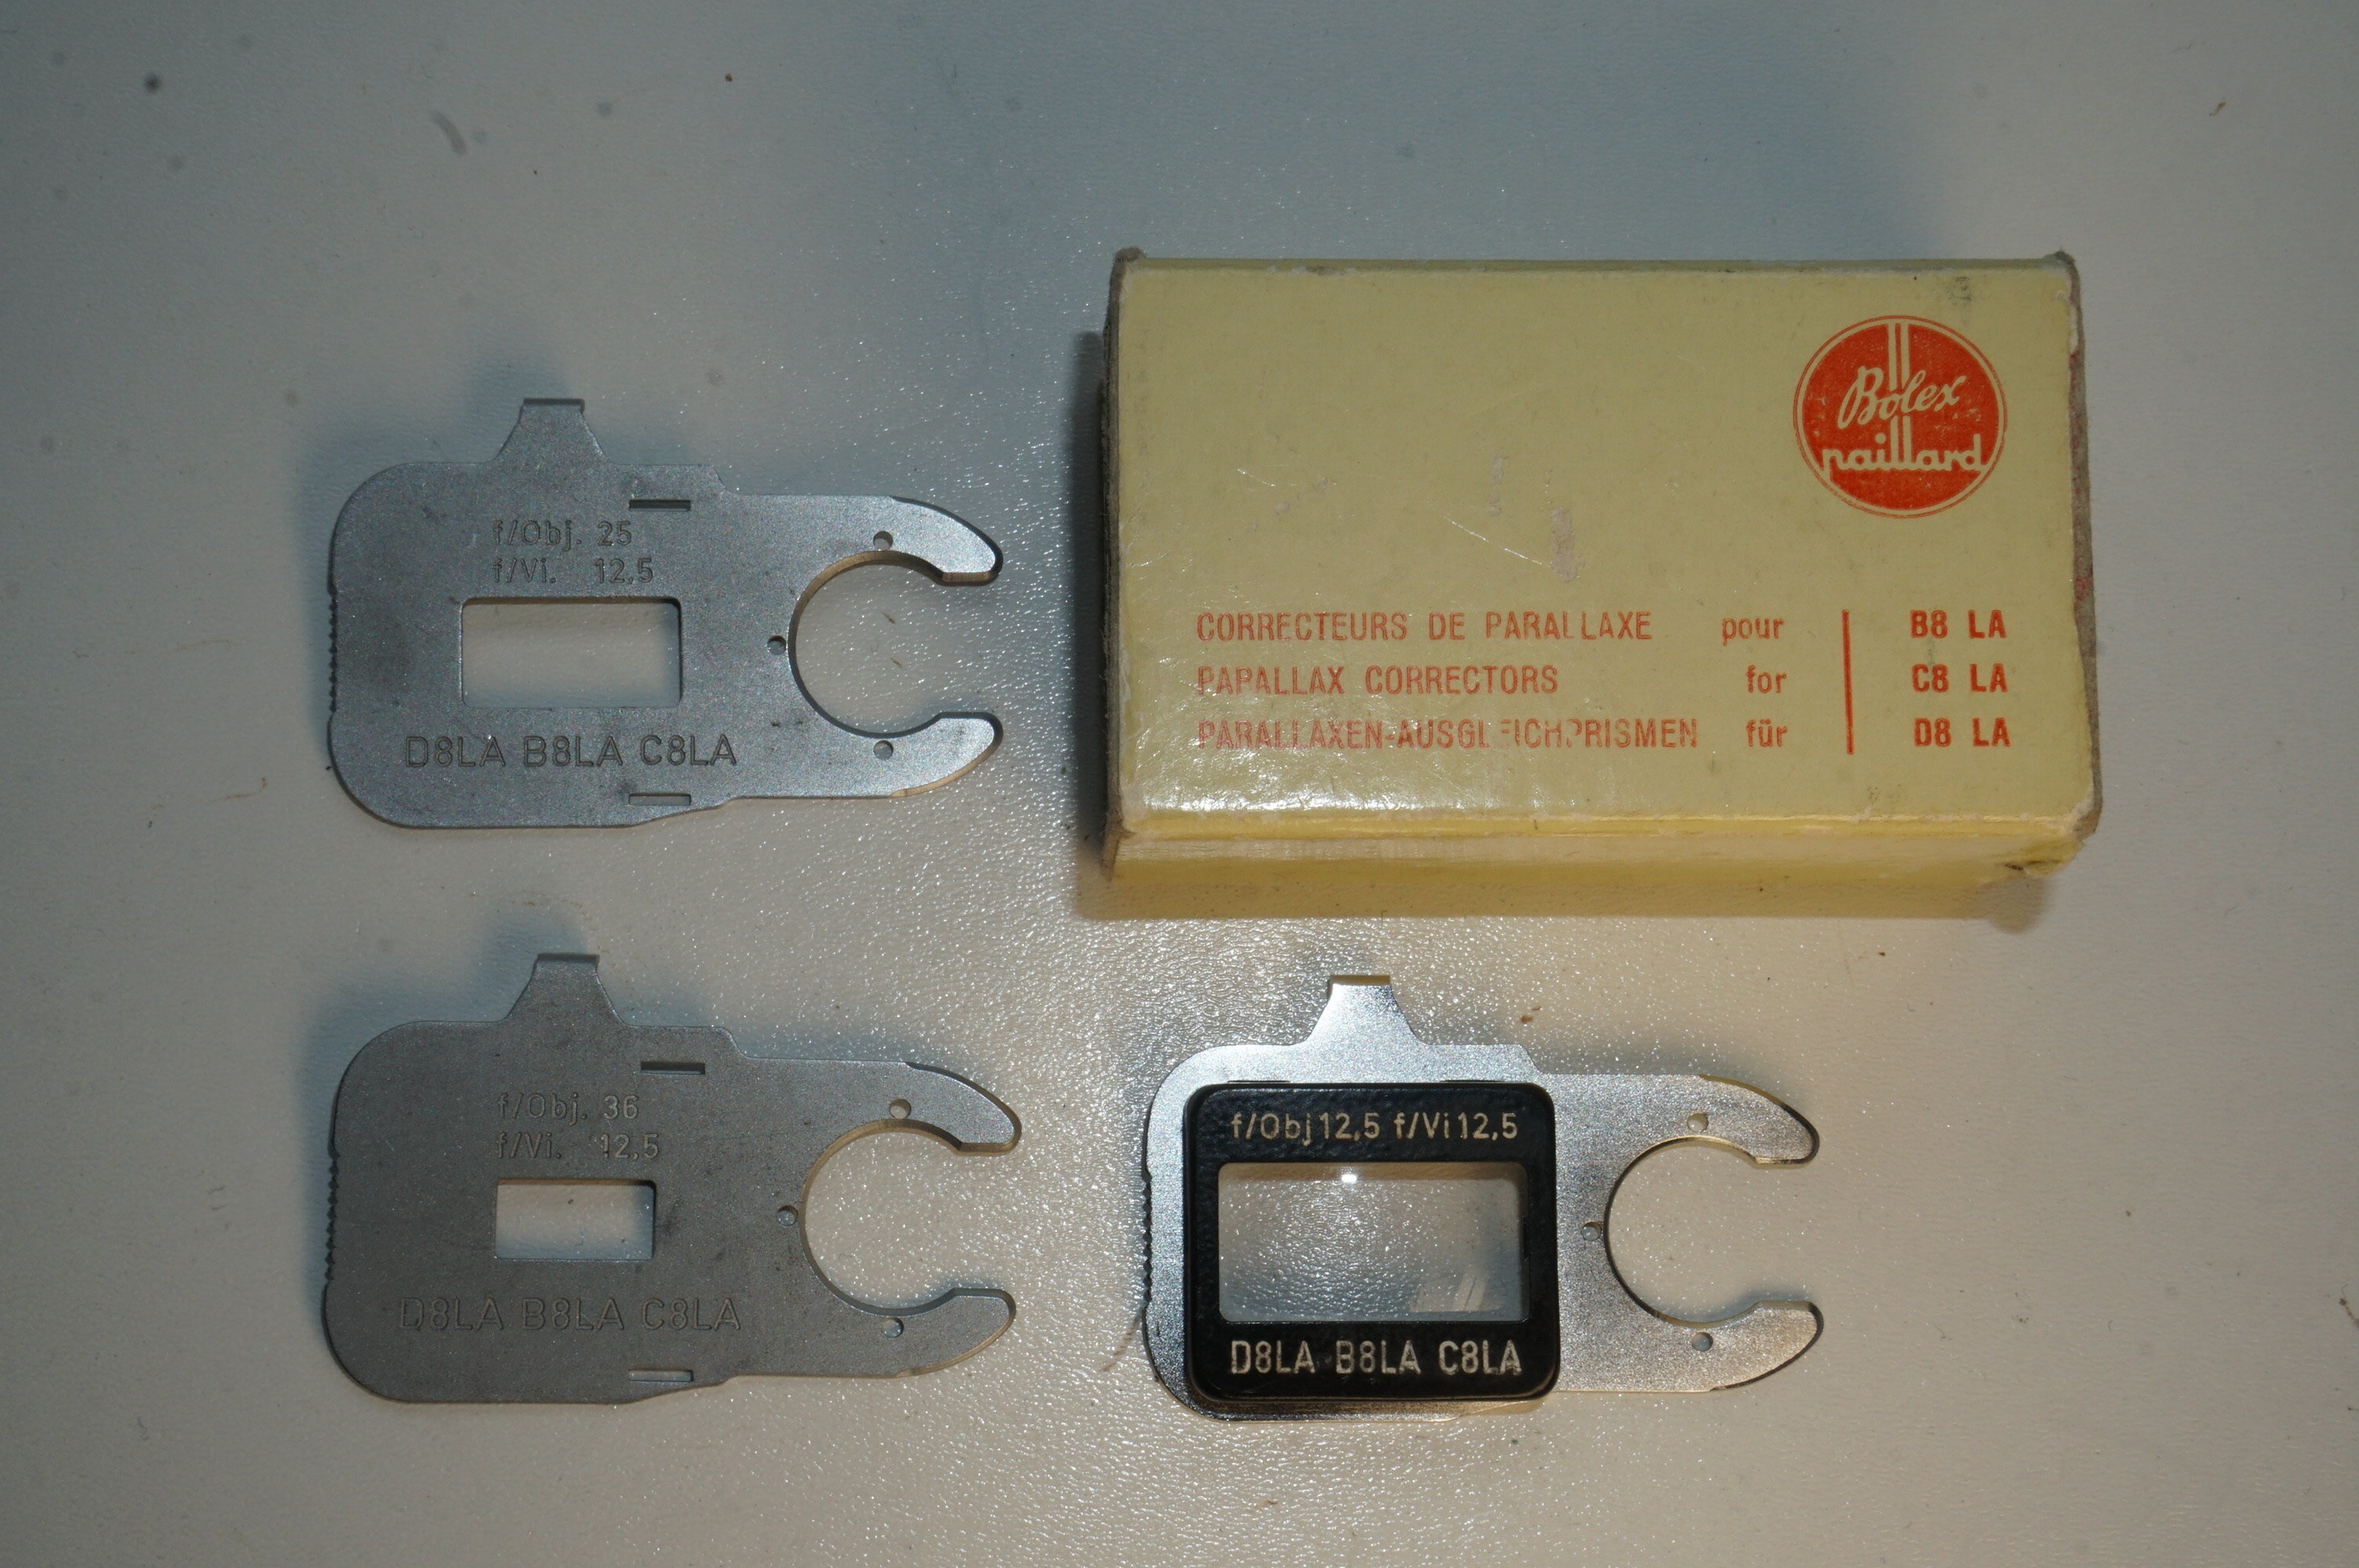 f/Obj. 25
f/Vi. 12,5
D8LA B8LA C8LA
Bolex
paillard
CORRECTEURS DE PARALLAXE pour B8 LA
PARALLAX CORRECTORS for C8 LA
PARALLAXEN-AUSGLEICHPRISMEN für D8 LA
f/Obj. 36
f/Vi. 12,5
D8LA B8LA C8LA
f/Obj 12,5 f/Vi 12,5
D8LA B8LA C8LA